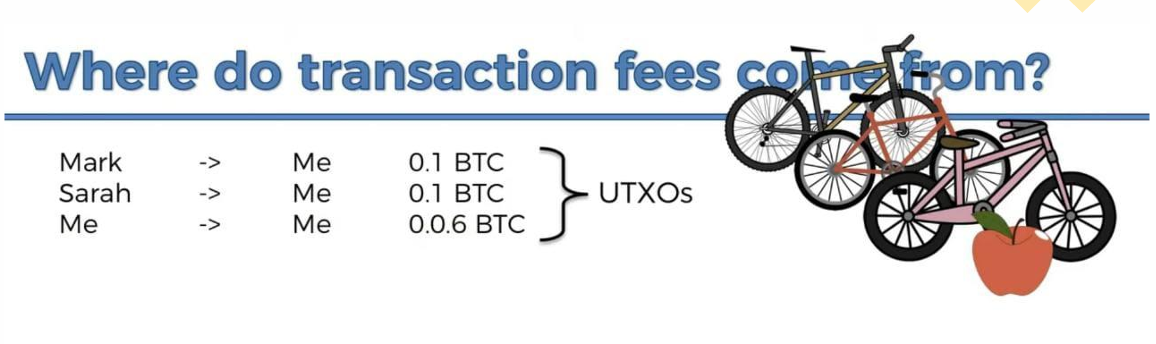 Where do transaction fees come from?
Mark -> Me 0.1 BTC
Sarah -> Me 0.1 BTC } UTXOs
Me -> Me 0.0.6 BTC